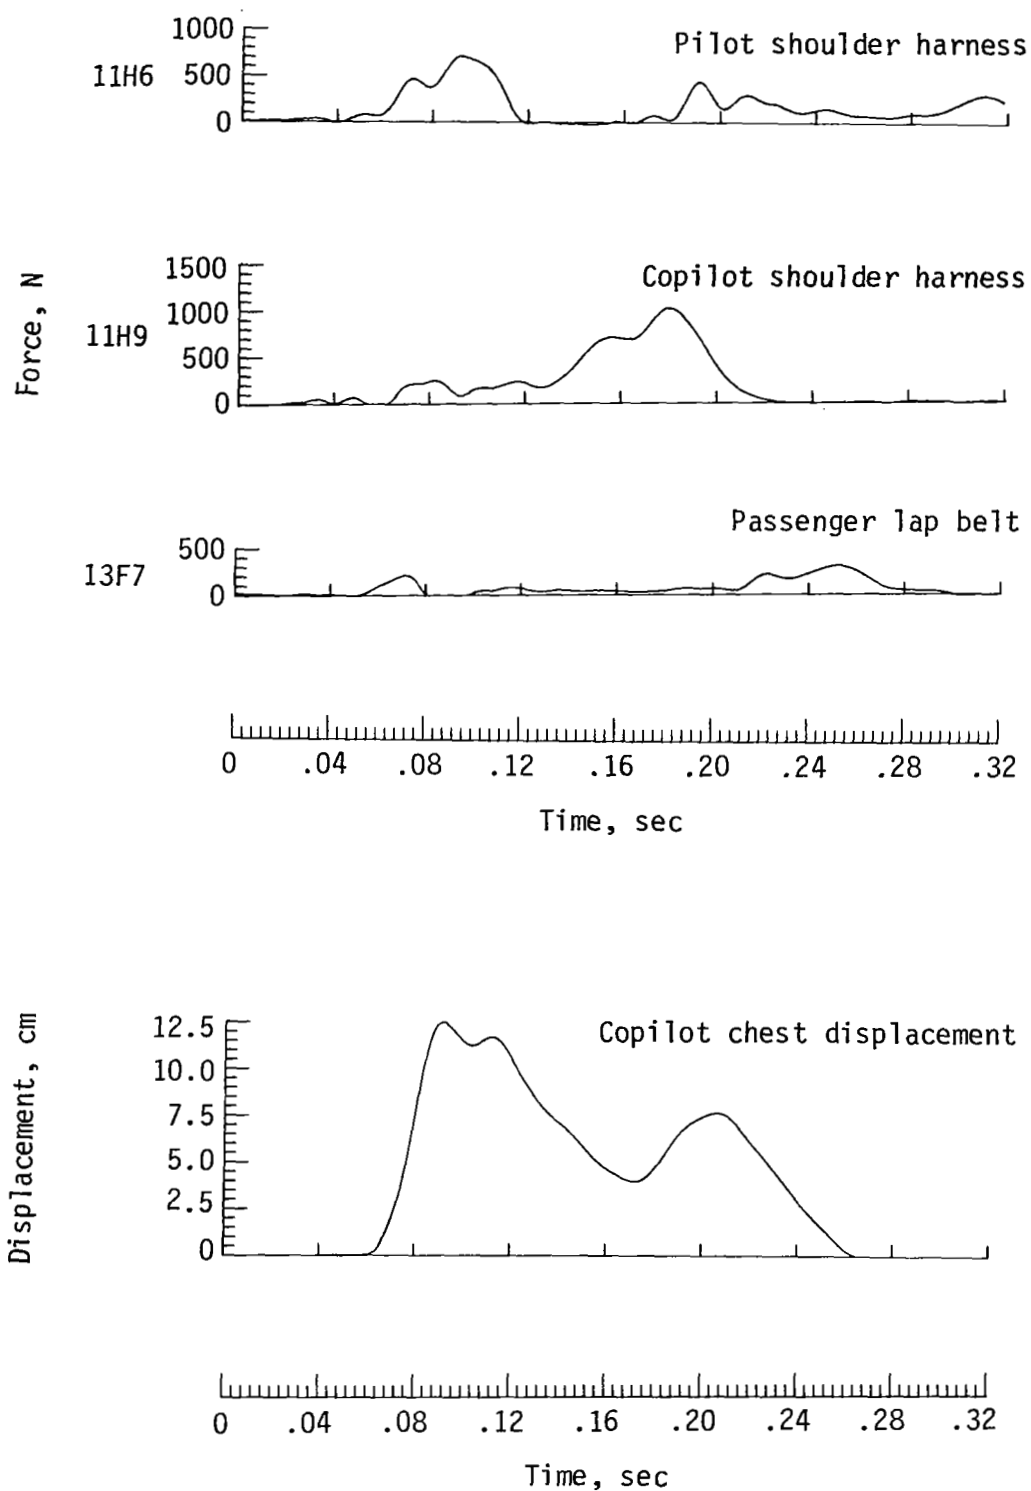 Pilot shoulder harness
11H6
1000
500
0
Force, N
Copilot shoulder harness
11H9
1500
1000
500
0
Passenger lap belt
13F7
500
0
0 .04 .08 .12 .16 .20 .24 .28 .32
Time, sec
Displacement, cm
Copilot chest displacement
12.5
10.0
7.5
5.0
2.5
0
0 .04 .08 .12 .16 .20 .24 .28 .32
Time, sec